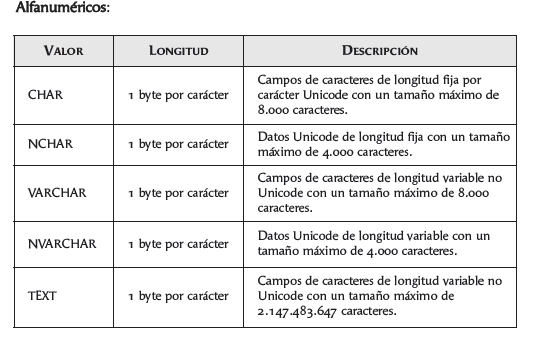 Alfanuméricos:
VALOR LONGITUD DESCRIPCIÓN
CHAR 1 byte por carácter Campos de caracteres de longitud fija por
carácter Unicode con un tamaño máximo de
8.000 caracteres.
NCHAR 1 byte por carácter Datos Unicode de longitud fija con un tamaño
máximo de 4.000 caracteres.
VARCHAR 1 byte por carácter Campos de caracteres de longitud variable no
Unicode con un tamaño máximo de 8.000
caracteres.
NVARCHAR 1 byte por carácter Datos Unicode de longitud variable con un
tamaño máximo de 4.000 caracteres.
TEXT 1 byte por carácter Campos de caracteres de longitud variable no
Unicode con un tamaño máximo de
2.147.483.647 caracteres.